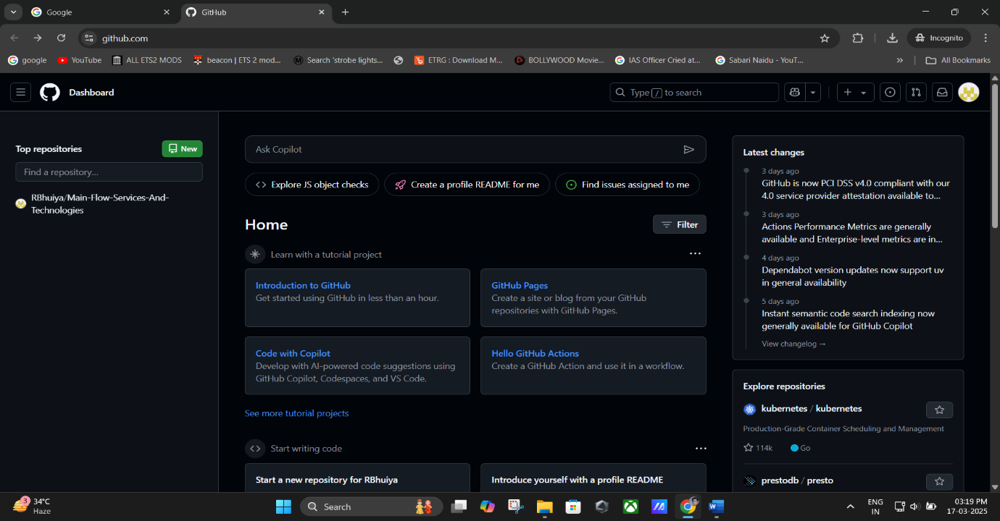 Google
GitHub
github.com
Incognito
google
YouTube
ALL ETS2 MODS
beacon | ETS 2 mod...
Search 'strobe lights...
ETRG : Download M...
BOLLYWOOD Movie...
IAS Officer Cried at...
Sabari Naidu - YouT...
All Bookmarks
Dashboard
Type / to search
Top repositories
New
Find a repository...
RBhuiya/Main-Flow-Services-And-
Technologies
Ask Copilot
Explore JS object checks
Create a profile README for me
Find issues assigned to me
Home
Filter
Learn with a tutorial project
Introduction to GitHub
Get started using GitHub in less than an hour.
GitHub Pages
Create a site or blog from your GitHub
repositories with GitHub Pages.
Code with Copilot
Develop with AI-powered code suggestions using
GitHub Copilot, Codespaces, and VS Code.
Hello GitHub Actions
Create a GitHub Action and use it in a workflow.
See more tutorial projects
Start writing code
Start a new repository for RBhuiya
Introduce yourself with a profile README
Latest changes
3 days ago
GitHub is now PCI DSS v4.0 compliant with our
4.0 service provider attestation available to...
3 days ago
Actions Performance Metrics are generally
available and Enterprise-level metrics are in...
4 days ago
Dependabot version updates now support uv
in general availability
5 days ago
Instant semantic code search indexing now
generally available for GitHub Copilot
View changelog →
Explore repositories
kubernetes / kubernetes
Production-Grade Container Scheduling and Management
114k
Go
prestodb / presto
3
34°C
Haze
Search
ENG
IN
03:19 PM
17-03-2025